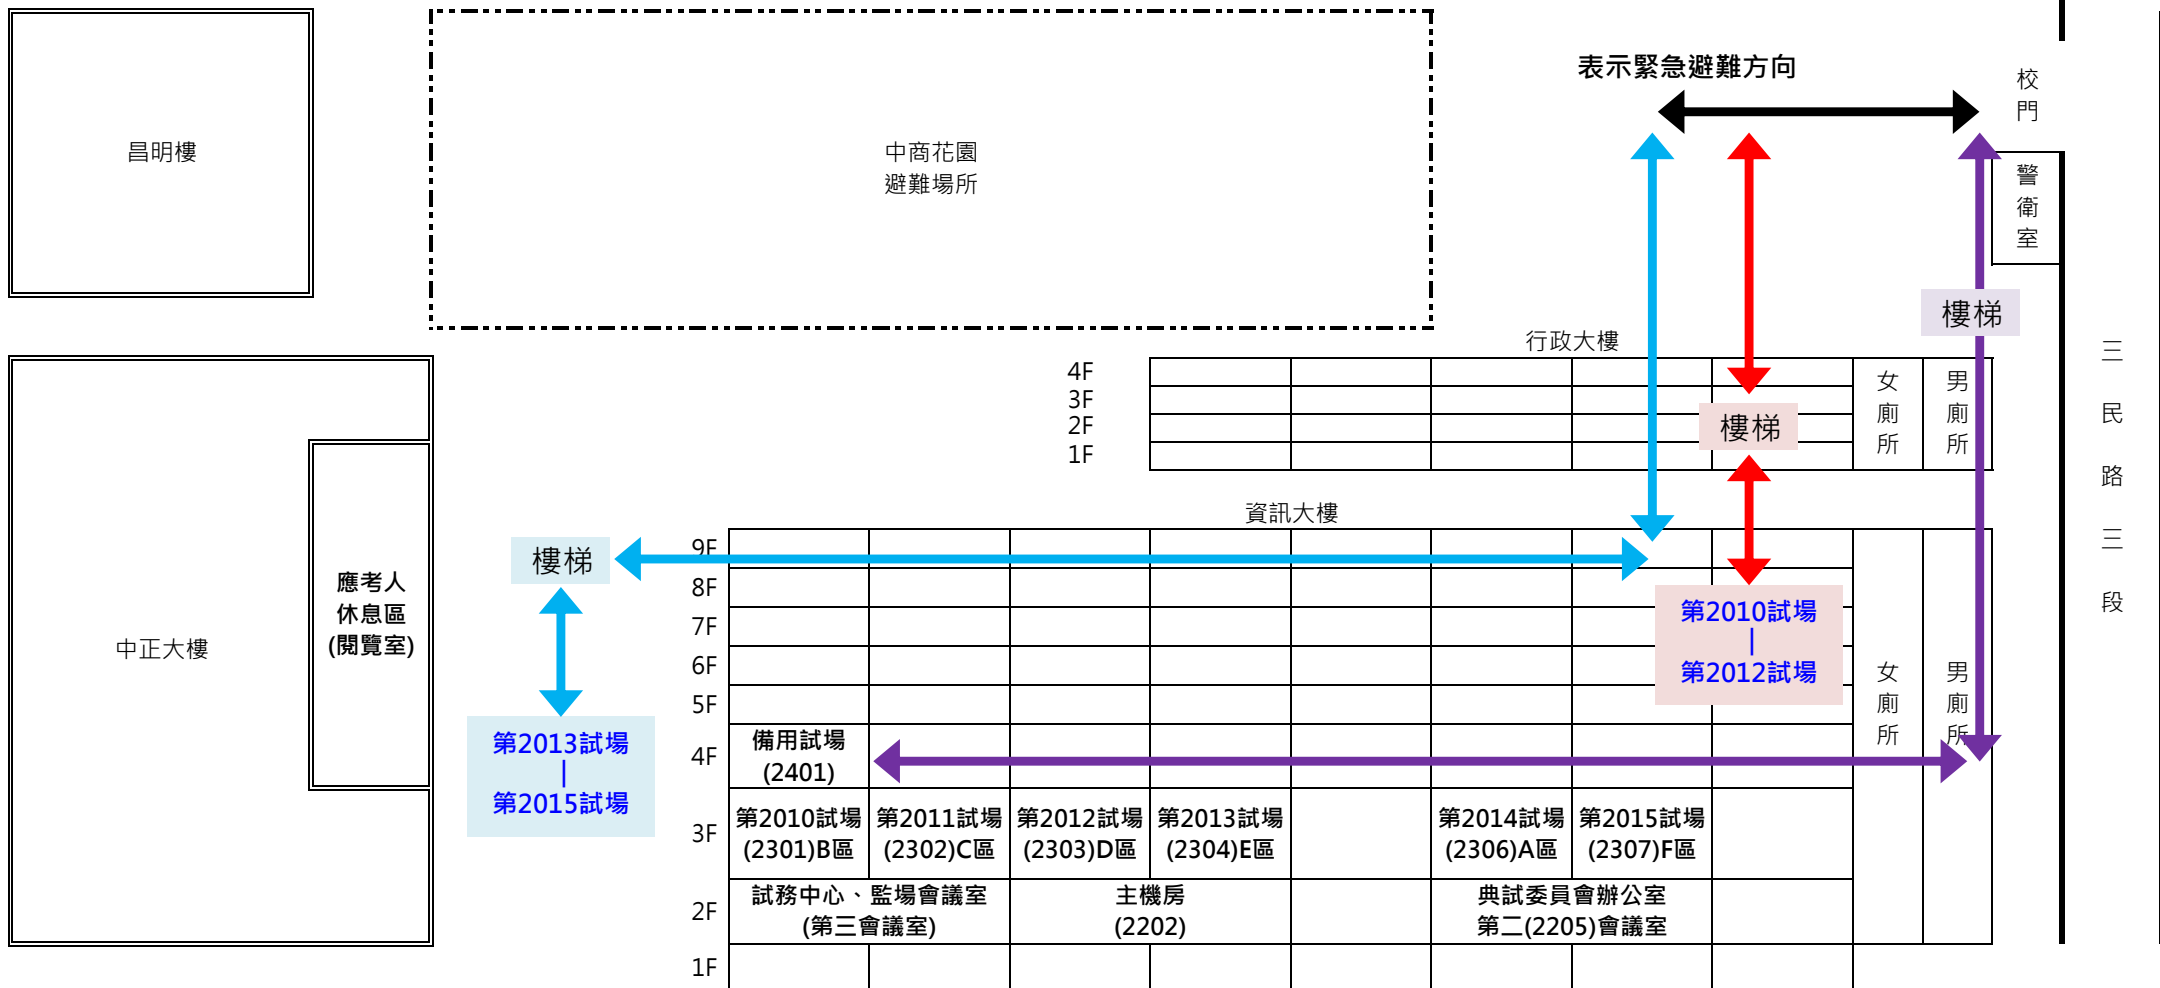 表示緊急避難方向
校門
昌明樓
中商花園
避難場所
警衛室
樓梯
行政大樓
4F
3F
2F
1F
樓梯
女廁所
男廁所
三民路三段
資訊大樓
樓梯
9F
8F
7F
6F
5F
第2010試場
|
第2012試場
女廁所
男廁所
應考人
休息區
(閱覽室)
中正大樓
第2013試場
|
第2015試場
4F
備用試場
(2401)
3F
第2010試場
(2301)B區
第2011試場
(2302)C區
第2012試場
(2303)D區
第2013試場
(2304)E區
第2014試場
(2306)A區
第2015試場
(2307)F區
2F
試務中心、監場會議室
(第三會議室)
主機房
(2202)
典試委員會辦公室
第二(2205)會議室
1F